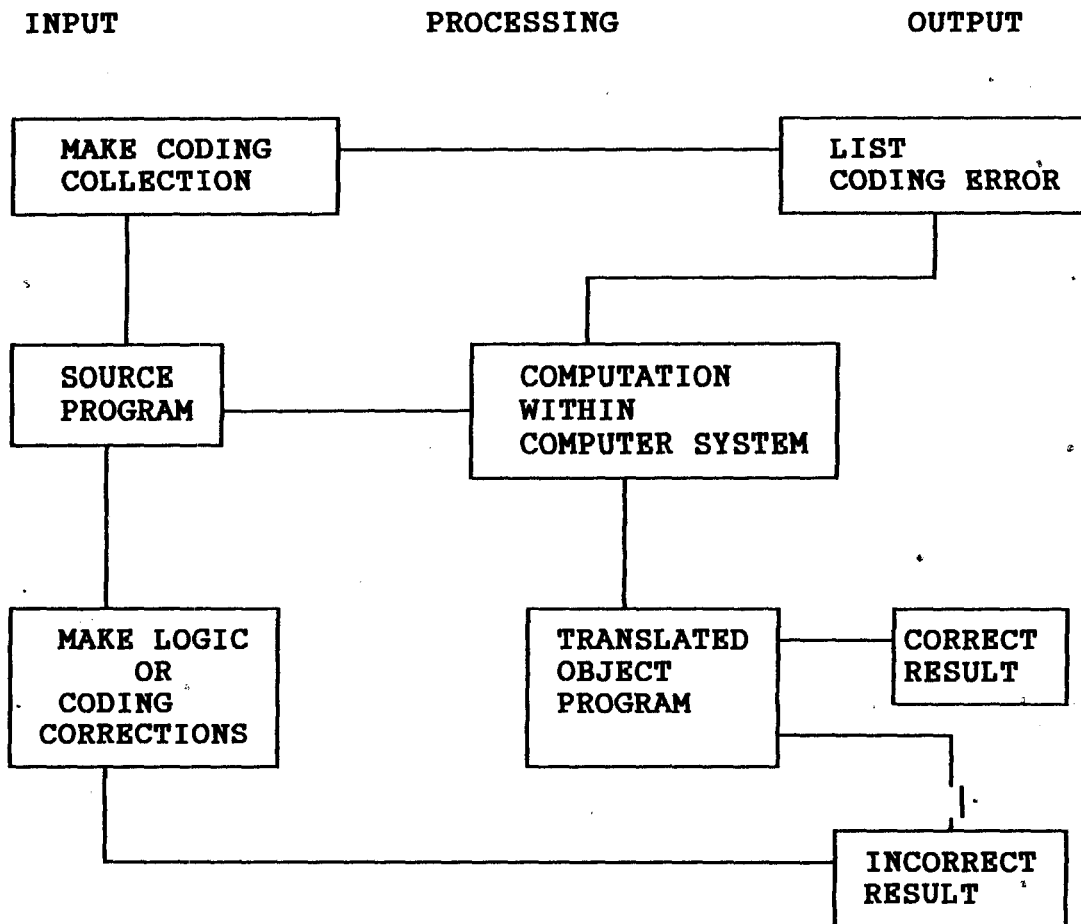 INPUT PROCESSING OUTPUT
MAKE CODING
COLLECTION
LIST
CODING ERROR
SOURCE
PROGRAM
COMPUTATION
WITHIN
COMPUTER SYSTEM
MAKE LOGIC
OR
CODING
CORRECTIONS
TRANSLATED
OBJECT
PROGRAM
CORRECT
RESULT
INCORRECT
RESULT